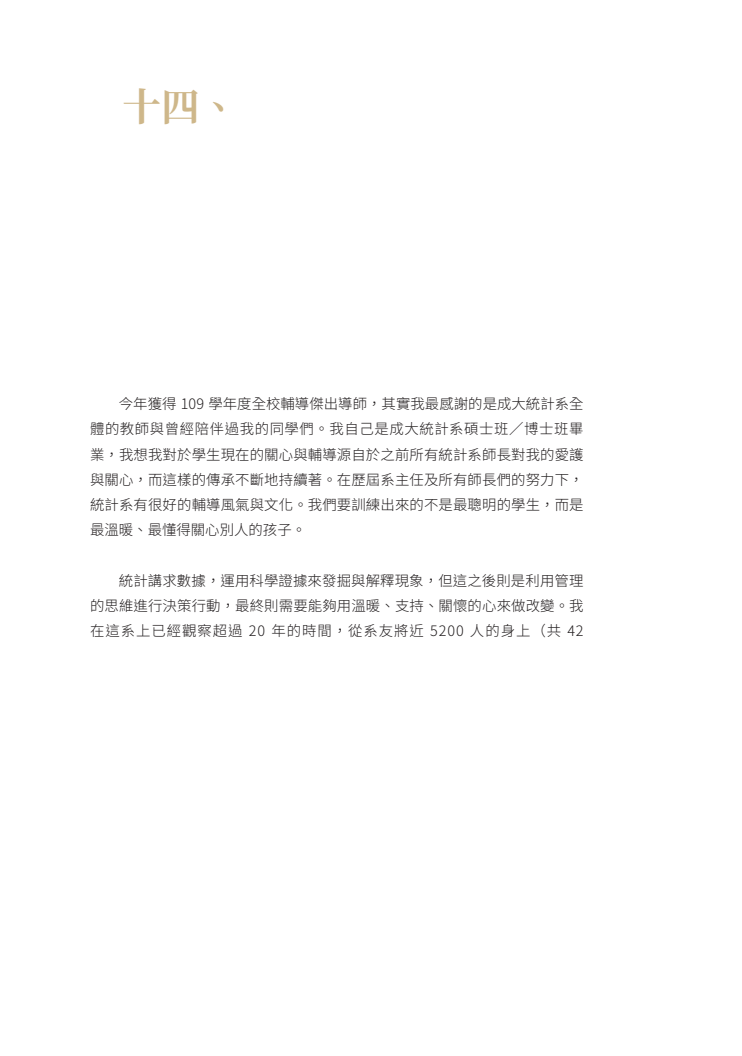 十四、
今年獲得 109 學年度全校輔導傑出導師，其實我最感謝的是成大統計系全
體的教師與曾經陪伴過我的同學們。我自己是成大統計系碩士班／博士班畢
業，我想我對於學生現在的關心與輔導源自於之前所有統計系師長對我的愛護
與關心，而這樣的傳承不斷地持續著。在歷屆系主任及所有師長們的努力下，
統計系有很好的輔導風氣與文化。我們要訓練出來的不是最聰明的學生，而是
最溫暖、最懂得關心別人的孩子。
統計講求數據，運用科學證據來發掘與解釋現象，但這之後則是利用管理
的思維進行決策行動，最終則需要能夠用溫暖、支持、關懷的心來做改變。我
在這系上已經觀察超過 20 年的時間，從系友將近 5200 人的身上（共 42